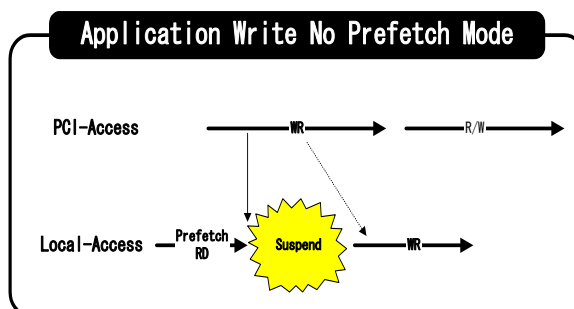 Application Write No Prefetch Mode
PCI-Access
WR
R/W
Local-Access
Prefetch
RD
Suspend
WR